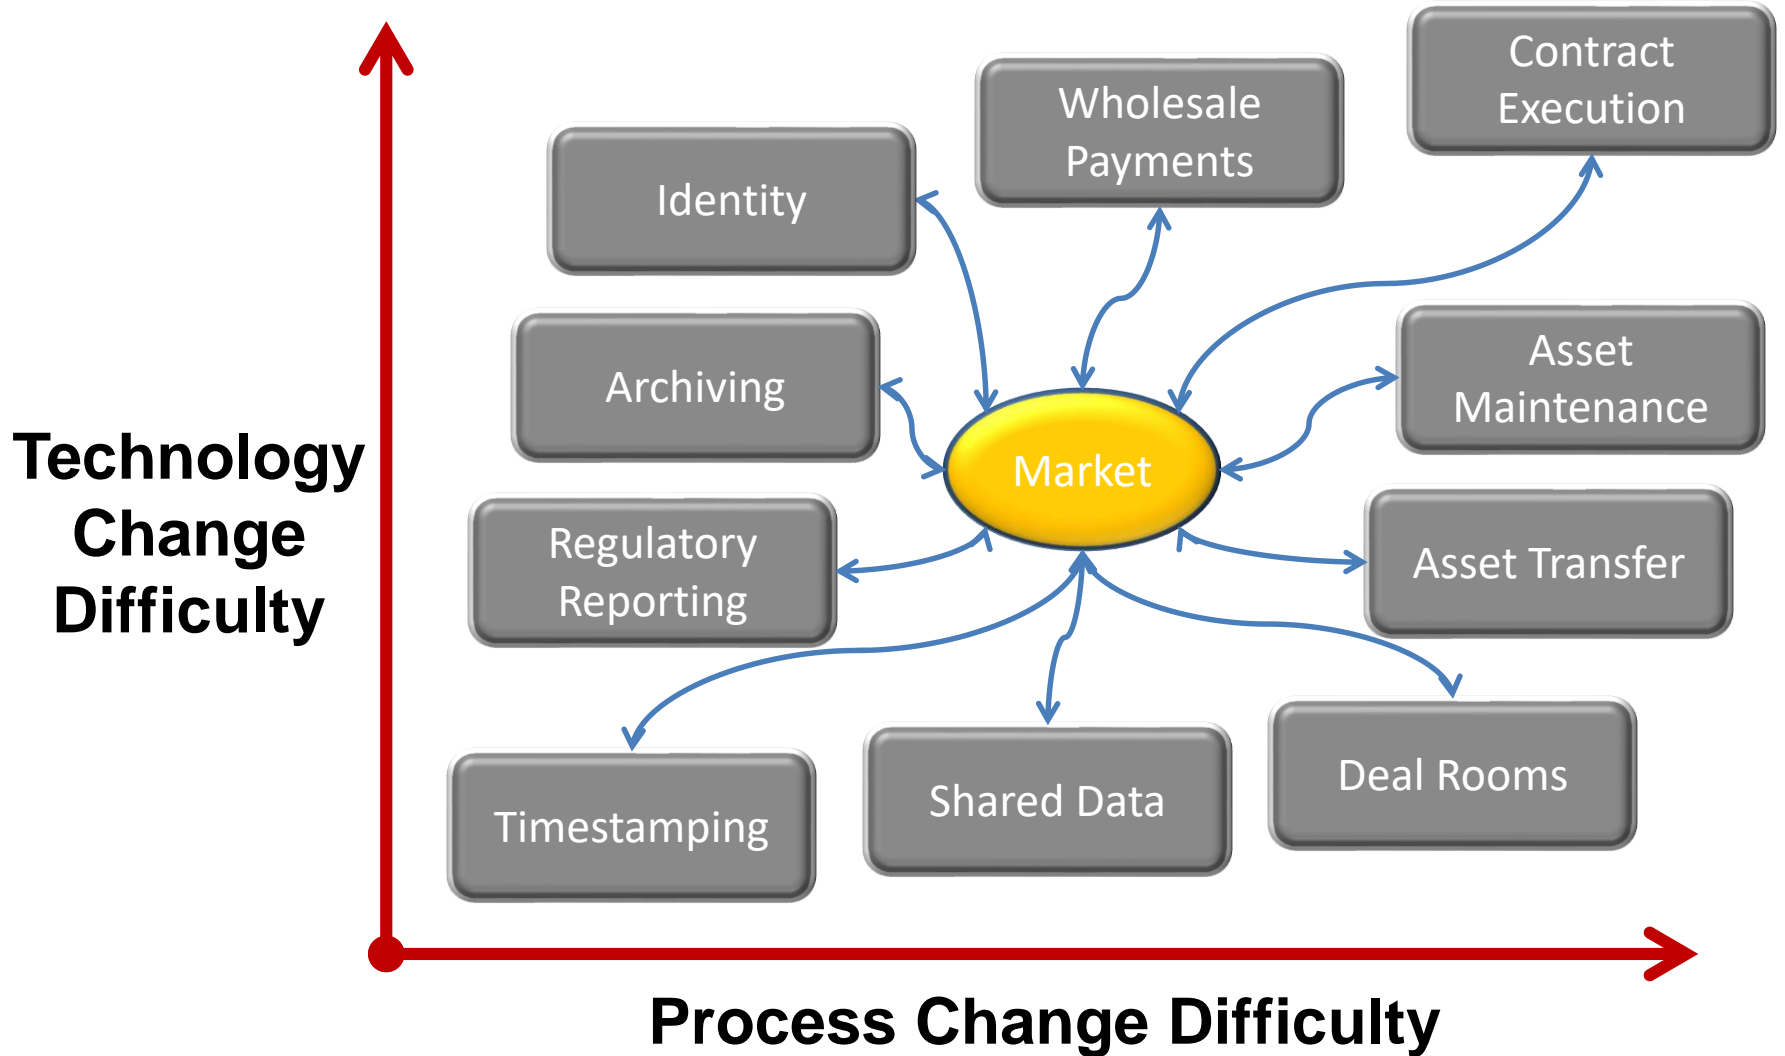 Contract
Execution
Wholesale
Payments
Identity
Asset
Maintenance
Archiving
Market
Technology
Change
Difficulty
Regulatory
Reporting
Asset Transfer
Deal Rooms
Shared Data
Timestamping
Process Change Difficulty